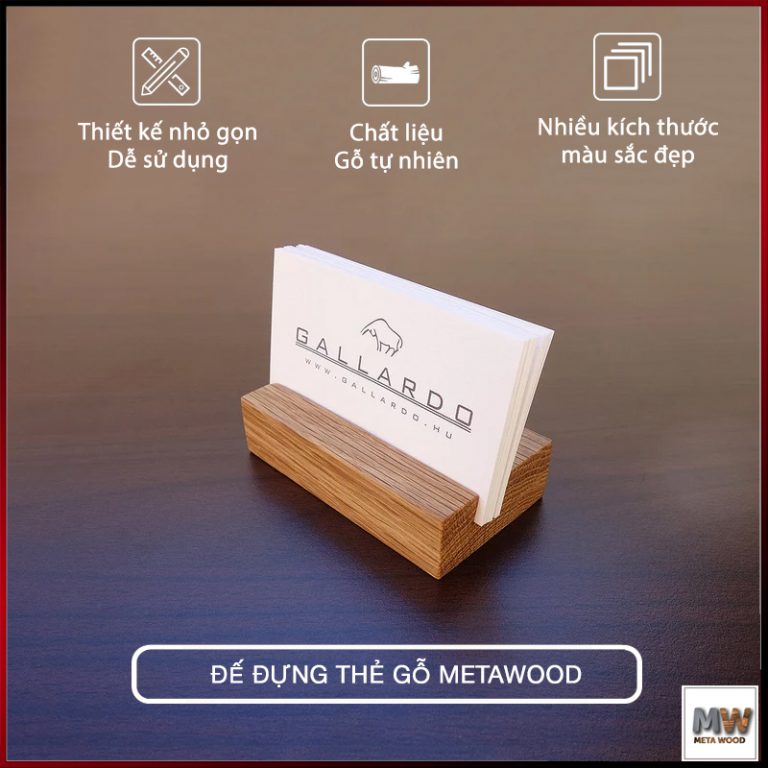 Thiết kế nhỏ gọn
Dễ sử dụng
Chất liệu
Gỗ tự nhiên
Nhiều kích thước
màu sắc đẹp
GALLARDO
WWW.GALLARDO.HU
ĐẾ ĐỰNG THẺ GỖ METAWOOD
MW
META WOOD